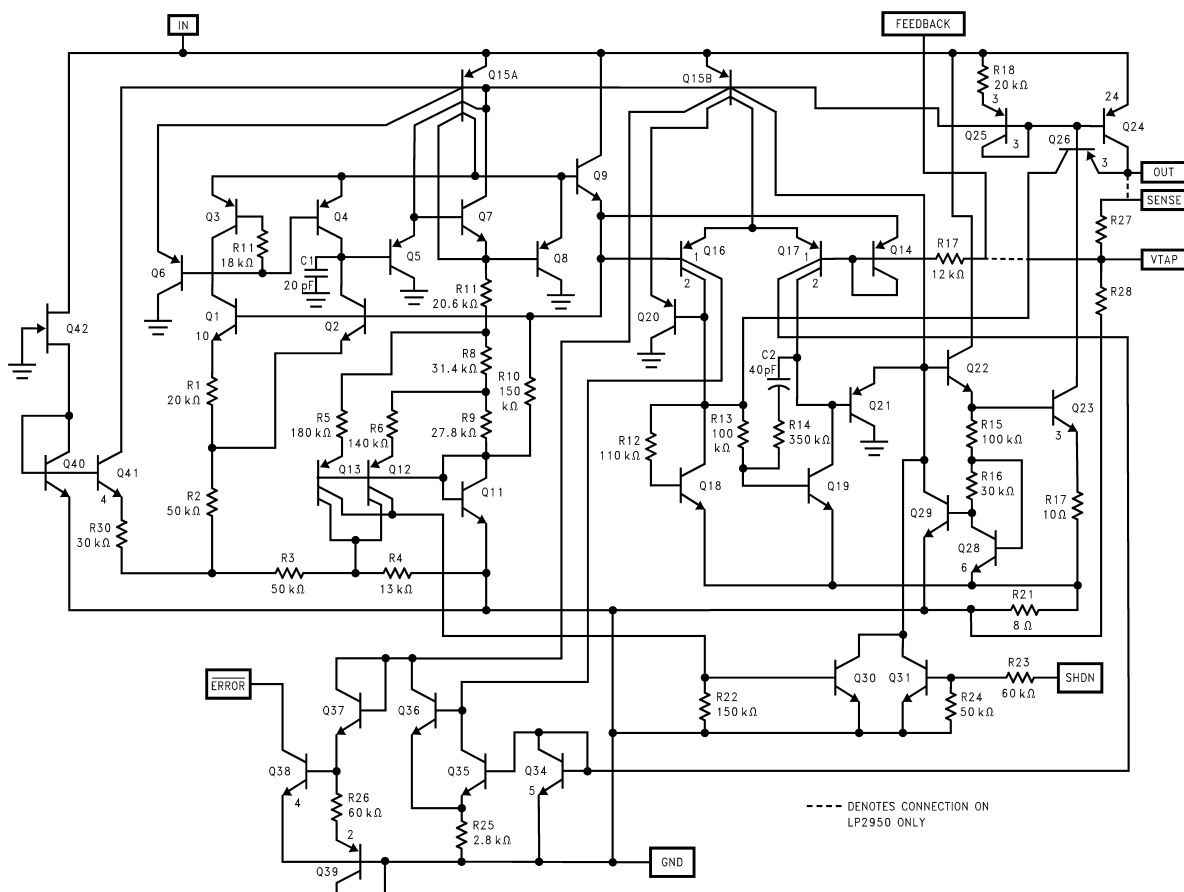 IN
FEEDBACK
Q15A
Q15B
R18
20 kΩ
3
Q25
3
24
Q24
Q26
3
OUT
SENSE
Q9
Q3
R11
18 kΩ
Q4
Q7
Q5
Q8
Q6
C1
20 pF
Q16
1
2
Q17
1
2
Q14
R17
12 kΩ
R27
VTAP
R28
Q42
Q1
10
Q2
R11
20.6 kΩ
Q20
R1
20 kΩ
R8
31.4 kΩ
R10
150
kΩ
C2
40pF
Q22
Q21
Q23
3
R5
180 kΩ
R6
140 kΩ
R9
27.8 kΩ
R12
110 kΩ
R13
100
kΩ
R14
350 kΩ
R15
100 kΩ
R16
30 kΩ
Q40
Q41
4
Q13
Q12
Q11
Q18
Q19
R2
50 kΩ
R30
30 kΩ
Q29
Q28
6
R17
10Ω
R3
50 kΩ
R4
13 kΩ
R21
8 Ω
ERROR
Q37
Q36
R22
150 kΩ
Q30
Q31
R23
60 kΩ
SHDN
R24
50 kΩ
Q38
4
Q35
Q34
5
R26
60 kΩ
R25
2.8 kΩ
2
Q39
GND
DENOTES CONNECTION ON
LP2950 ONLY